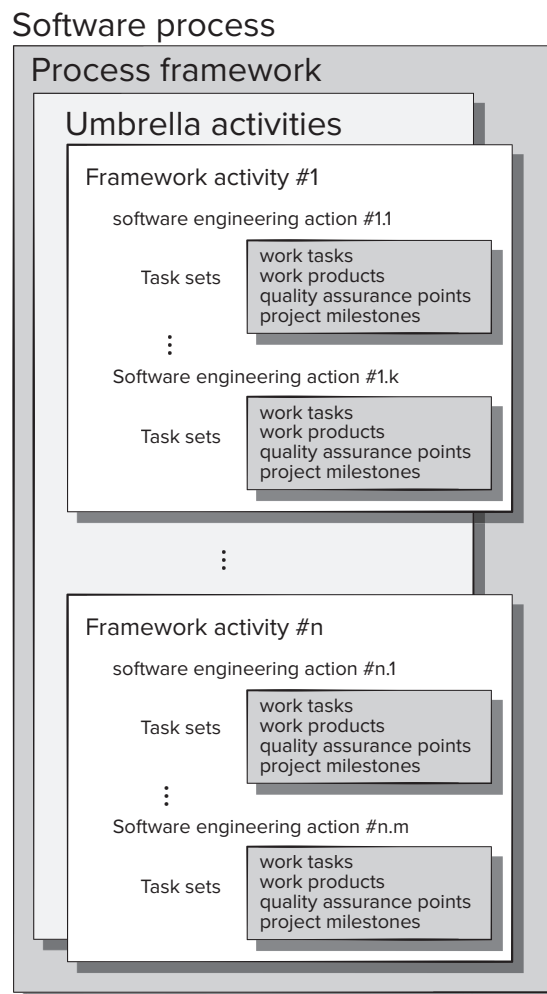 Software process
Process framework
Umbrella activities
Framework activity #1
software engineering action #1.1
Task sets
work tasks
work products
quality assurance points
project milestones
Software engineering action #1.k
Task sets
work tasks
work products
quality assurance points
project milestones
Framework activity #n
software engineering action #n.1
Task sets
work tasks
work products
quality assurance points
project milestones
Software engineering action #n.m
Task sets
work tasks
work products
quality assurance points
project milestones